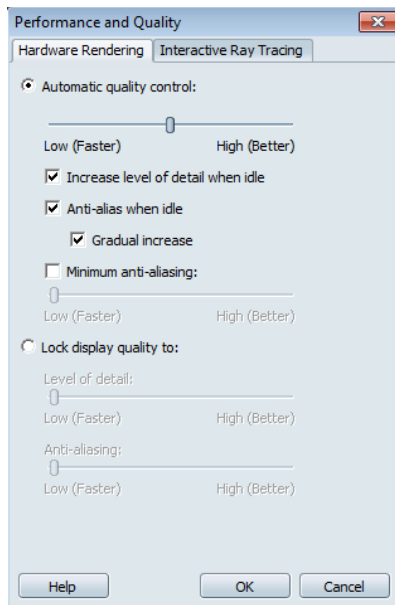 Performance and Quality
Hardware Rendering Interactive Ray Tracing
Automatic quality control:
Low (Faster) High (Better)
Increase level of detail when idle
Anti-alias when idle
Gradual increase
Minimum anti-aliasing:
Low (Faster) High (Better)
Lock display quality to:
Level of detail:
Low (Faster) High (Better)
Anti-aliasing:
Low (Faster) High (Better)
Help OK Cancel